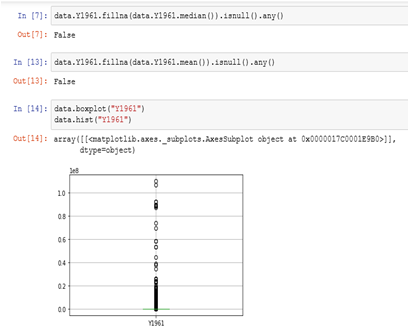 In [7]: data.Y1961.fillna(data.Y1961.median()).isnull().any()
Out[7]: False
In [13]: data.Y1961.fillna(data.Y1961.mean()).isnull().any()
Out[13]: False
In [14]: data.boxplot("Y1961")
data.hist("Y1961")
Out[14]: array([[<matplotlib.axes._subplots.AxesSubplot object at 0x0000017C0001E9B0>]],
dtype=object)
1e8
1.0
0.8
0.6
0.4
0.2
0.0
Y1961